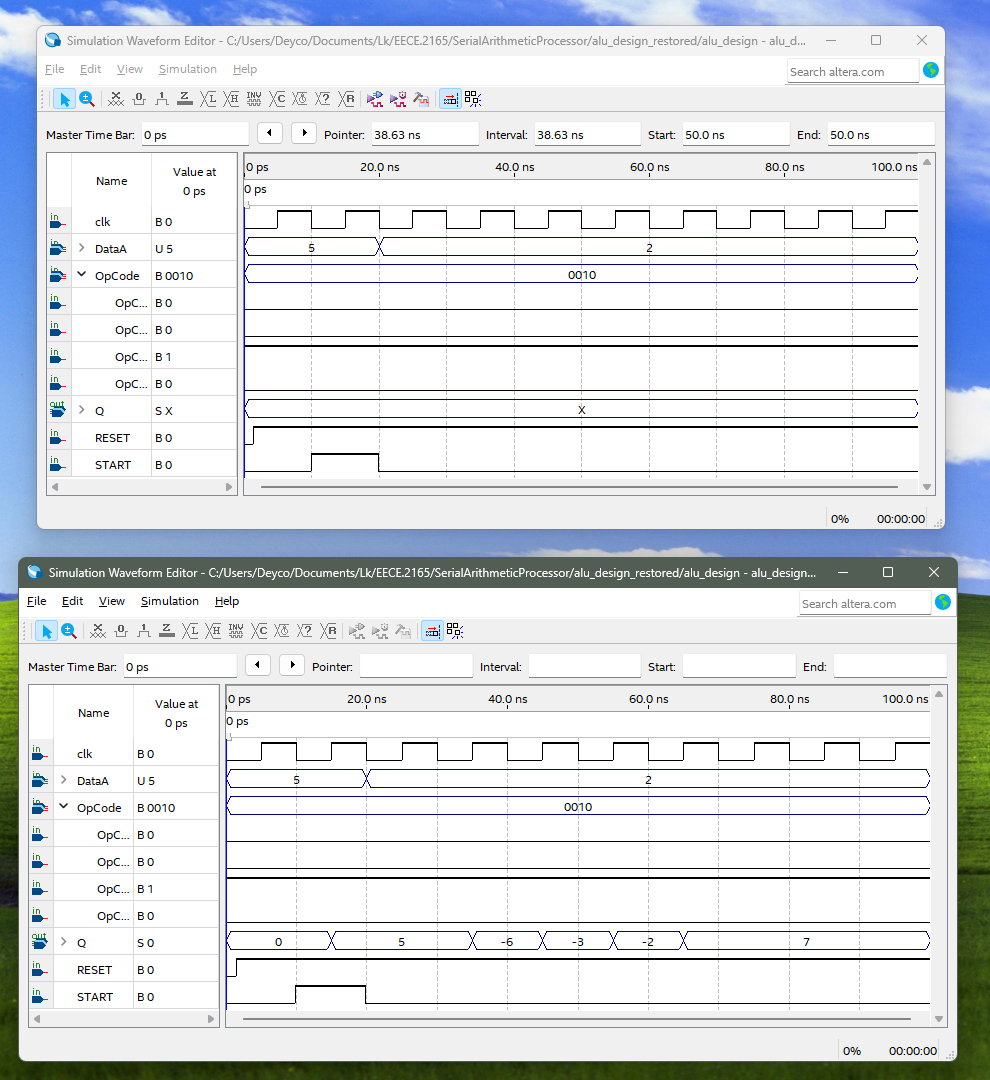 Simulation Waveform Editor - C:/Users/Deyco/Documents/Lk/EECE.2165/SerialArithmeticProcessor/alu_design_restored/alu_design - alu_d...
File Edit View Simulation Help
Search altera.com
Master Time Bar: 0 ps Pointer: 38.63 ns Interval: 38.63 ns Start: 50.0 ns End: 50.0 ns
Name Value at 0 ps
0 ps 20.0 ns 40.0 ns 60.0 ns 80.0 ns 100.0 ns
0 ps
in clk B 0
in DataA U 5 5 2
in OpCode B 0010 0010
in OpC... B 0
in OpC... B 0
in OpC... B 1
in OpC... B 0
out Q S X X
in RESET B 0
in START B 0
0% 00:00:00
Simulation Waveform Editor - C:/Users/Deyco/Documents/Lk/EECE.2165/SerialArithmeticProcessor/alu_design_restored/alu_design - alu_design...
File Edit View Simulation Help
Search altera.com
Master Time Bar: 0 ps Pointer: Interval: Start: End:
Name Value at 0 ps
0 ps 20.0 ns 40.0 ns 60.0 ns 80.0 ns 100.0 ns
0 ps
in clk B 0
in DataA U 5 5 2
in OpCode B 0010 0010
in OpC... B 0
in OpC... B 0
in OpC... B 1
in OpC... B 0
out Q S 0 0 5 -6 -3 -2 7
in RESET B 0
in START B 0
0% 00:00:00